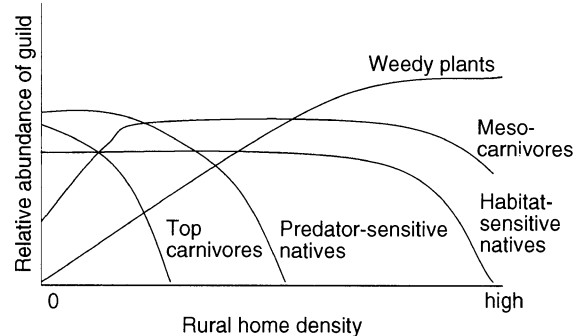 Relative abundance of guild
Weedy plants
Meso-
carnivores
Habitat-
sensitive
natives
Top
carnivores
Predator-sensitive
natives
0
high
Rural home density